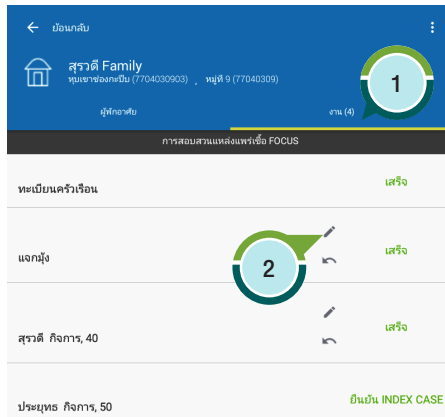 ย้อนกลับ
สุรวดี Family
หุบเขาช่องกะปีบ (7704030903) , หมู่ที่ 9 (77040309)
ผู้พักอาศัย
งาน (4)
1
การสอบสวนแหล่งแพร่เชื้อ FOCUS
ทะเบียนครัวเรือน
เสร็จ
แจกมุ้ง
เสร็จ
2
สุรวดี กิจการ, 40
เสร็จ
ประยุทธ กิจการ, 50
ยืนยัน INDEX CASE